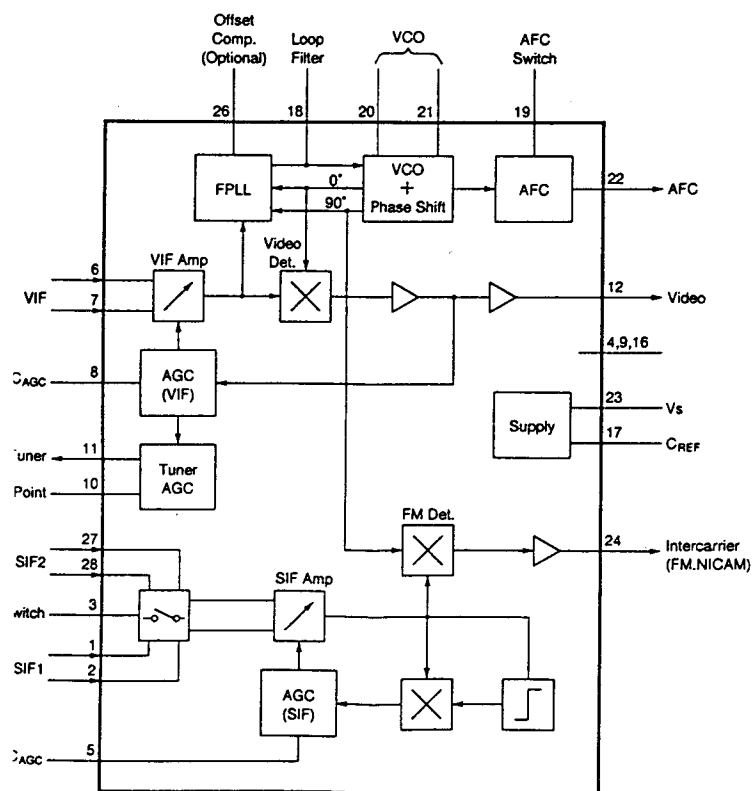 Offset
Comp.
(Optional)
Loop
Filter
VCO
AFC
Switch
26
18
20
21
19
FPLL
0°
90°
VCO
+
Phase Shift
AFC
22
AFC
VIF Amp
Video
Det.
6
VIF
7
12
Video
4,9,16
8
CAGC
AGC
(VIF)
23
Vs
Supply
17
CREF
11
Tuner
10
Point
Tuner
AGC
FM Det.
27
SIF2
28
24
Intercarrier
(FM.NICAM)
SIF Amp
3
witch
1
SIF1
2
AGC
(SIF)
5
CAGC